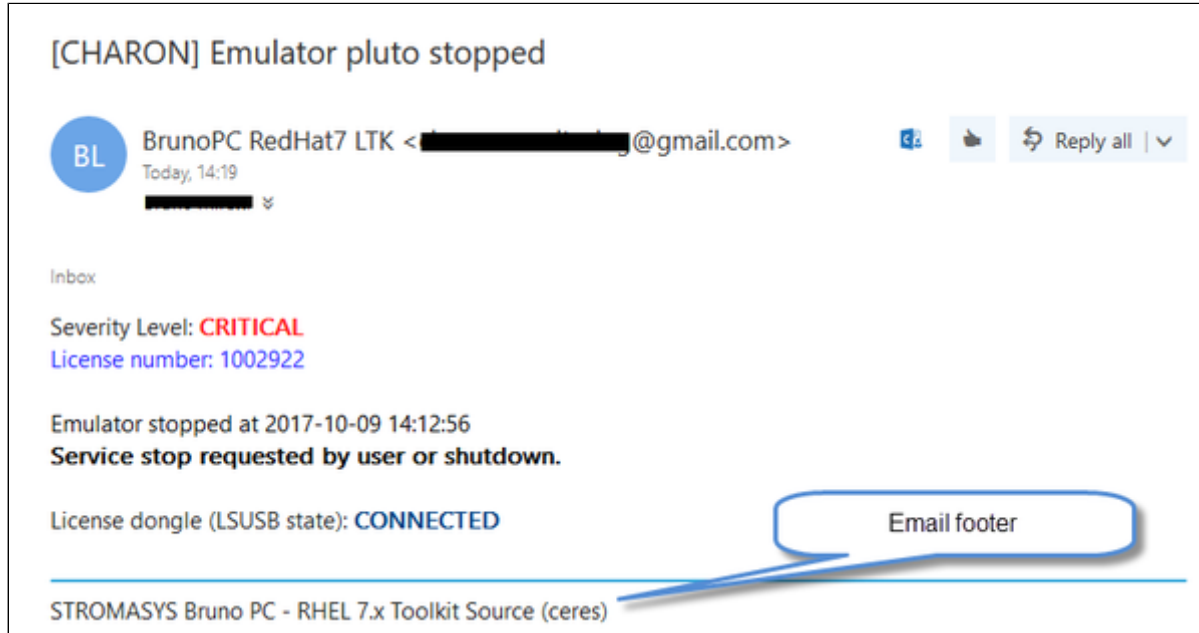 [CHARON] Emulator pluto stopped
BL
BrunoPC RedHat7 LTK < @gmail.com>
Reply all
Today, 14:19
Inbox
Severity Level: CRITICAL
License number: 1002922
Emulator stopped at 2017-10-09 14:12:56
Service stop requested by user or shutdown.
License dongle (LSUSB state): CONNECTED
Email footer
STROMASYS Bruno PC - RHEL 7.x Toolkit Source (ceres)